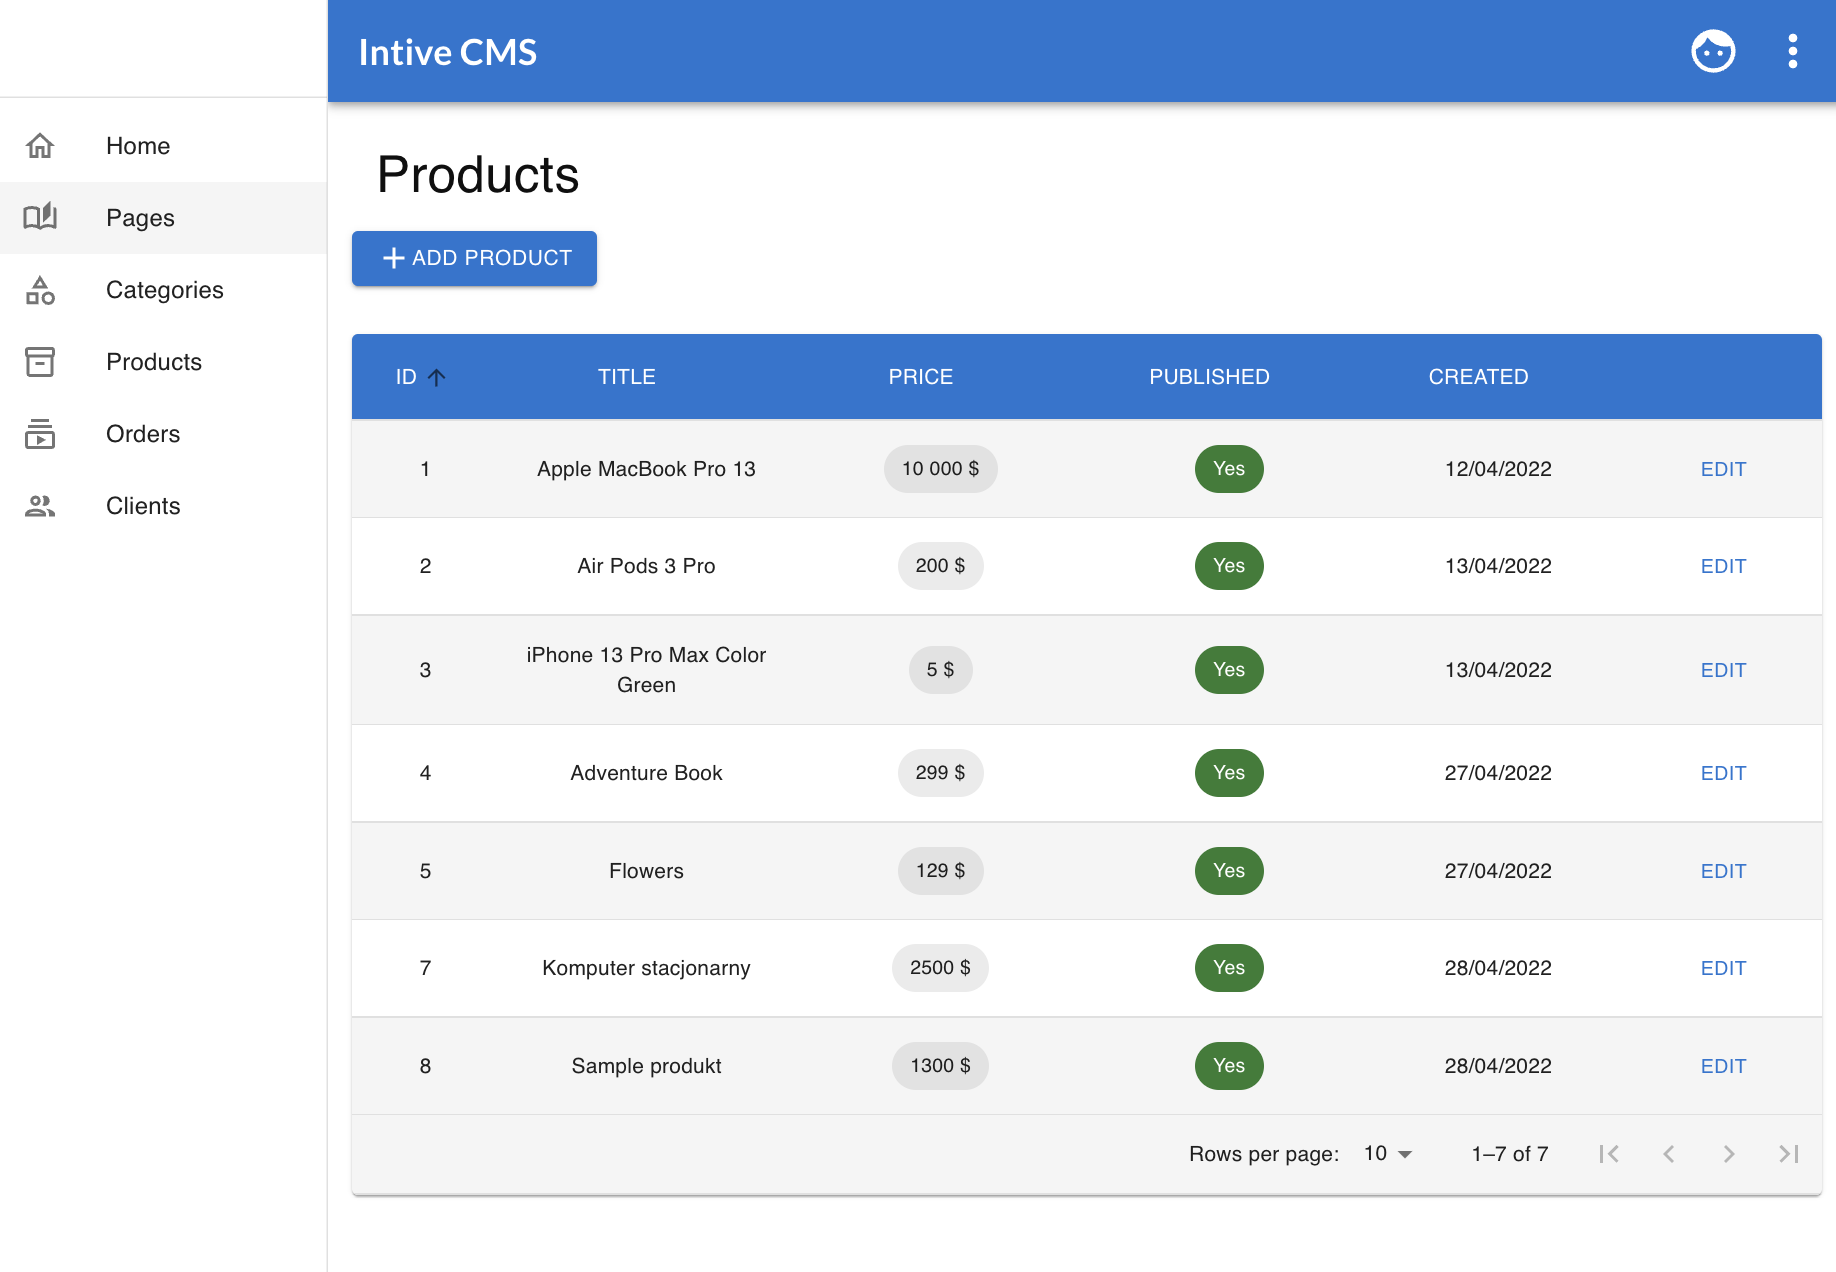 Intive CMS
Home
Pages
Categories
Products
Orders
Clients
Products
ADD PRODUCT
ID TITLE PRICE PUBLISHED CREATED
1 Apple MacBook Pro 13 10 000 $ Yes 12/04/2022 EDIT
2 Air Pods 3 Pro 200 $ Yes 13/04/2022 EDIT
3 iPhone 13 Pro Max Color
Green 5 $ Yes 13/04/2022 EDIT
4 Adventure Book 299 $ Yes 27/04/2022 EDIT
5 Flowers 129 $ Yes 27/04/2022 EDIT
7 Komputer stacjonarny 2500 $ Yes 28/04/2022 EDIT
8 Sample produkt 1300 $ Yes 28/04/2022 EDIT
Rows per page: 10 1–7 of 7